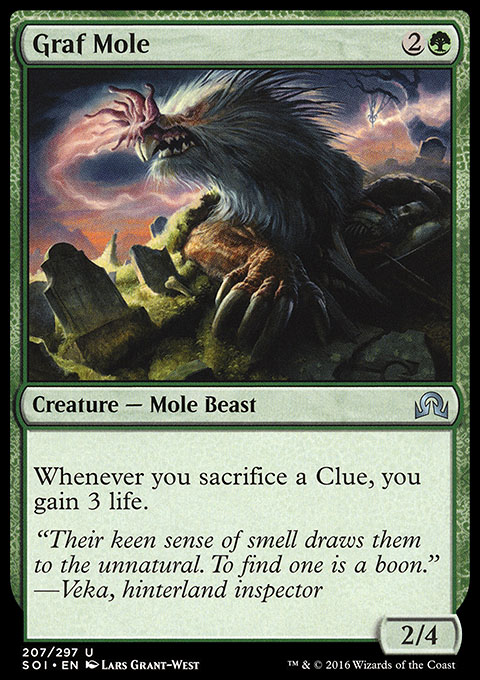 Graf Mole 2
Creature — Mole Beast
Whenever you sacrifice a Clue, you
gain 3 life.
“Their keen sense of smell draws them
to the unnatural. To find one is a boon.”
—Veka, hinterland inspector
2/4
207/297 U
SOI • EN Lars Grant-West
™ & © 2016 Wizards of the Coast